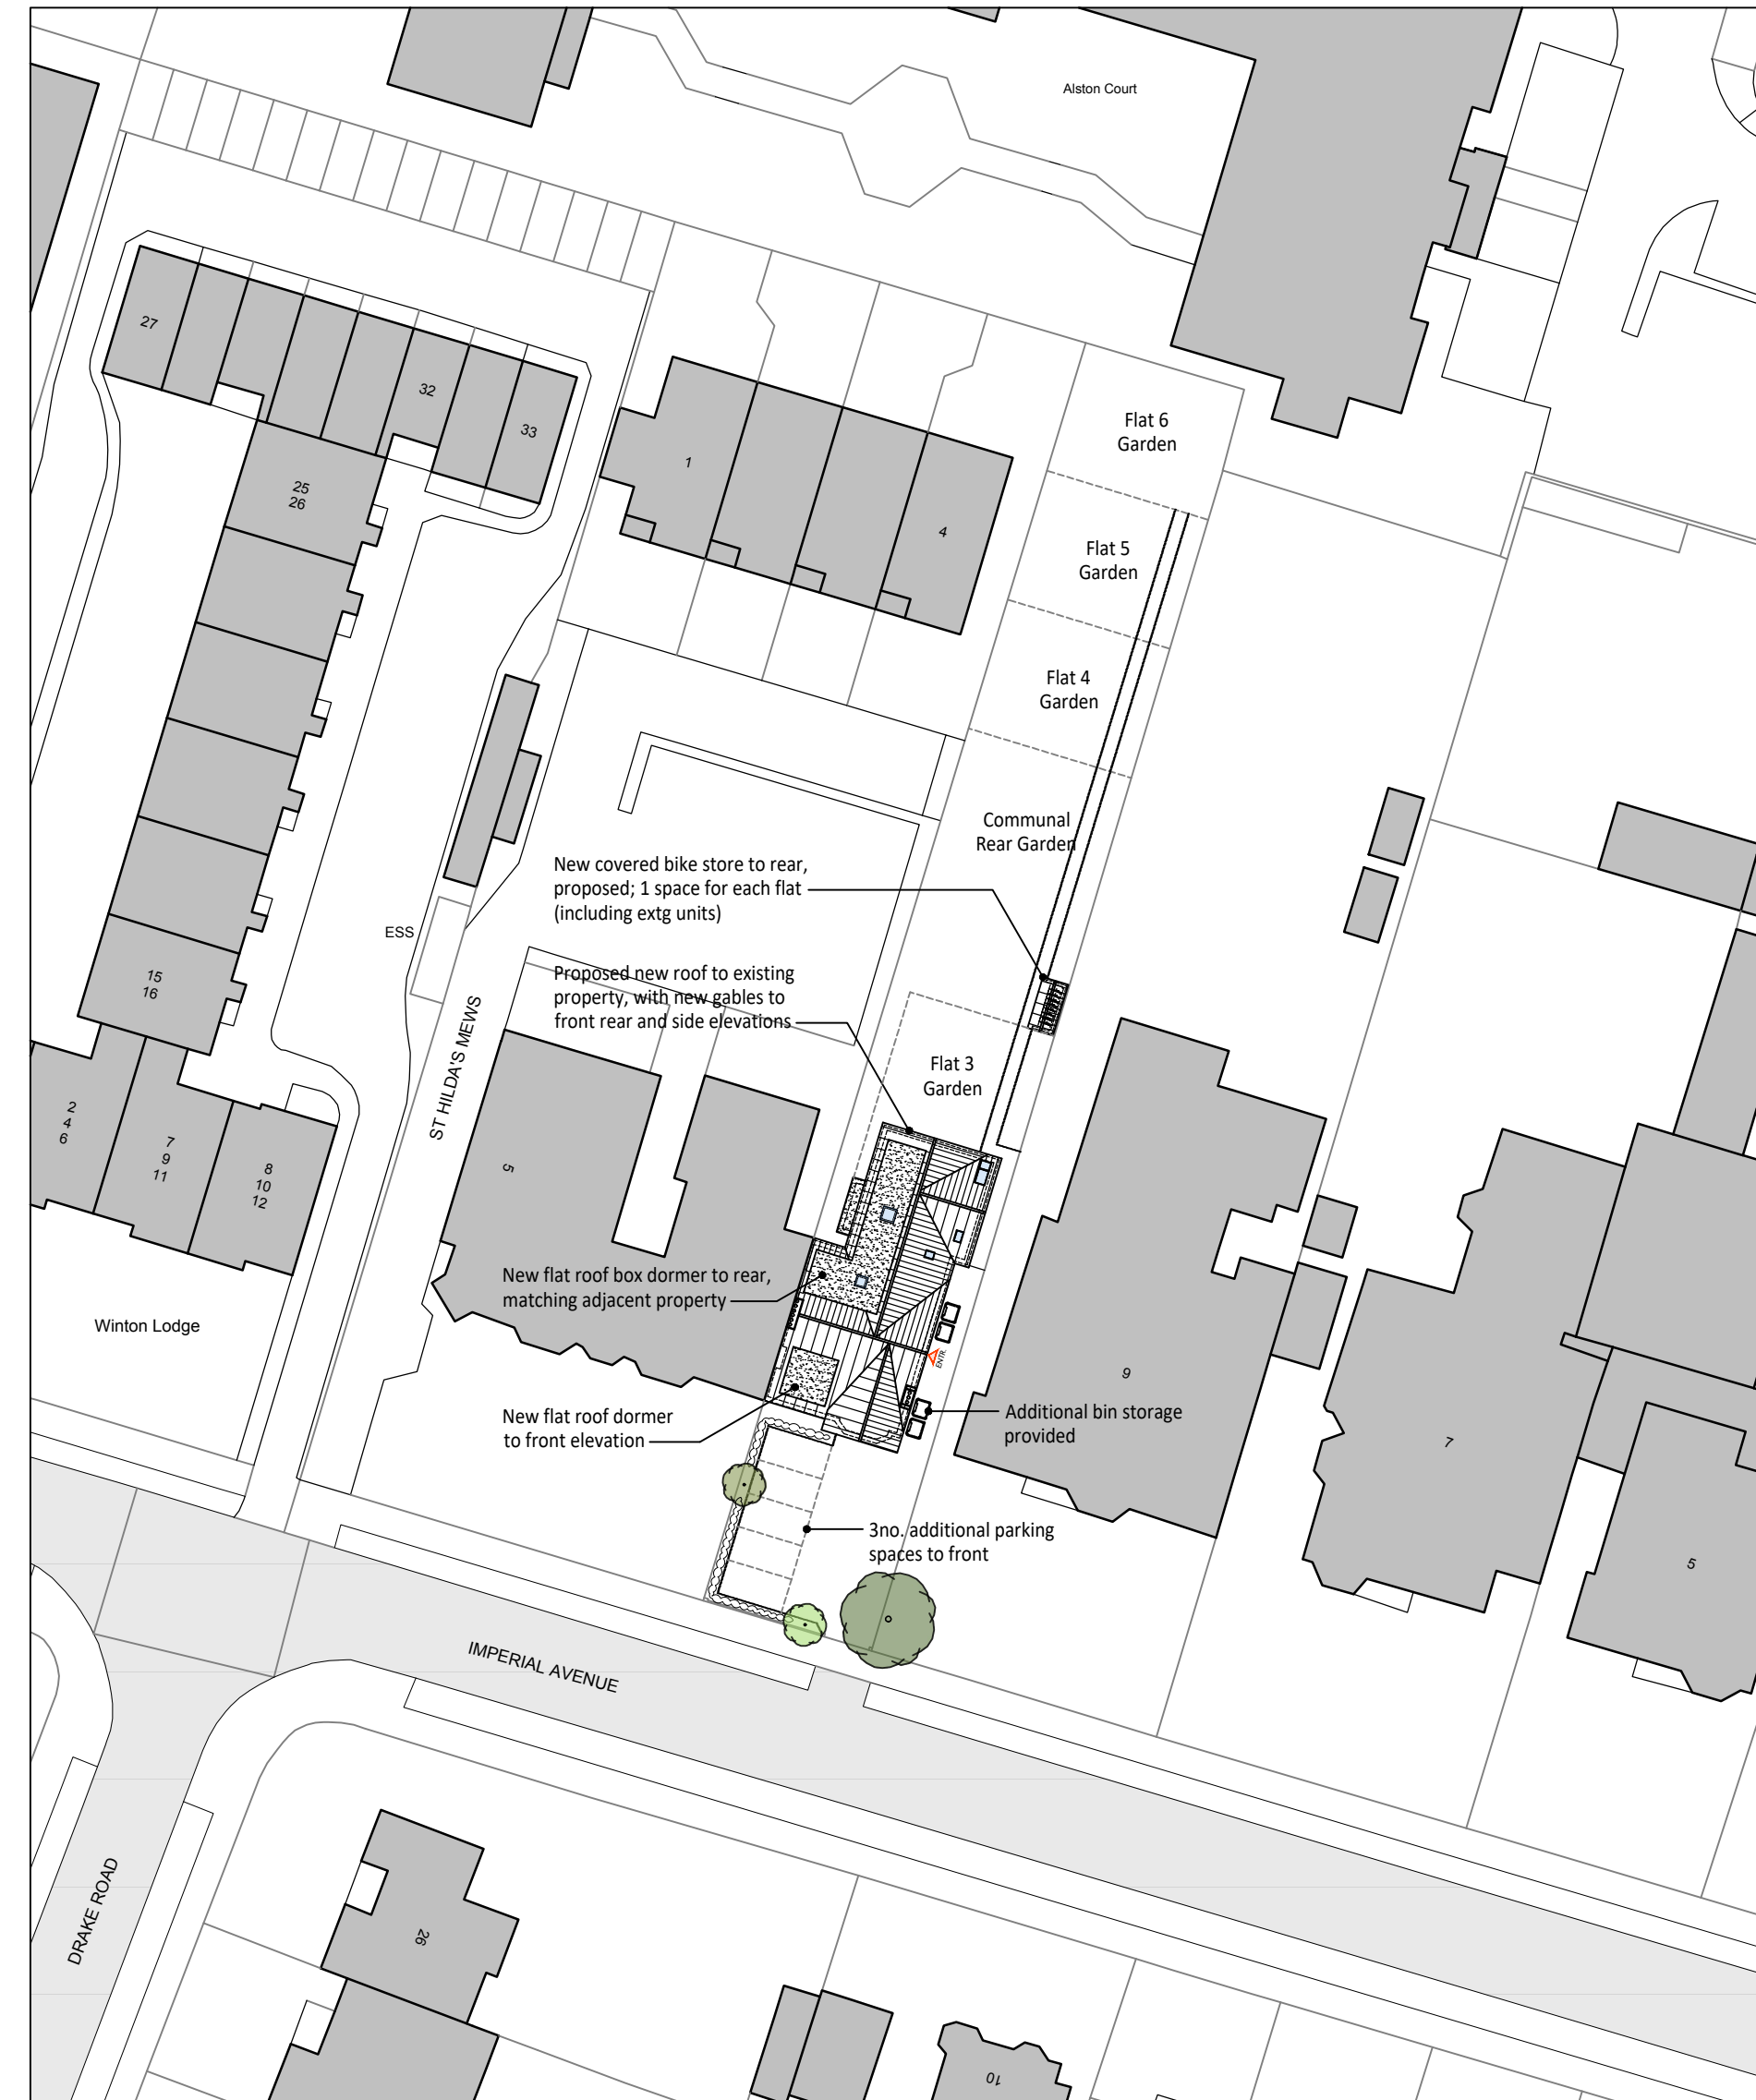 Alston Court
27
32
33
1
4
Flat 6
Garden
25
26
Flat 5
Garden
Flat 4
Garden
Communal
Rear Garden
New covered bike store to rear,
proposed; 1 space for each flat
(including extg units)
ESS
15
16
Proposed new roof to existing
property, with new gables to
front rear and side elevations
ST HILDA'S MEWS
Flat 3
Garden
2
4
6
7
9
11
8
10
12
5
New flat roof box dormer to rear,
matching adjacent property
Winton Lodge
ENTR.
9
New flat roof dormer
to front elevation
Additional bin storage
provided
7
3no. additional parking
spaces to front
5
IMPERIAL AVENUE
DRAKE ROAD
26
10